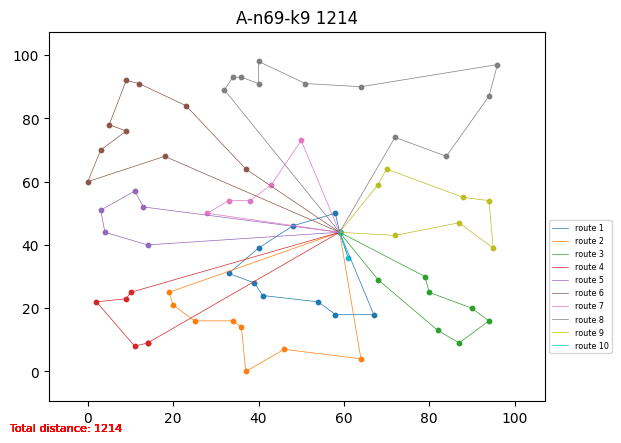 A-n69-k9 1214
100
80
60
40
20
0
0 20 40 60 80 100
route 1
route 2
route 3
route 4
route 5
route 6
route 7
route 8
route 9
route 10
Total distance: 1214